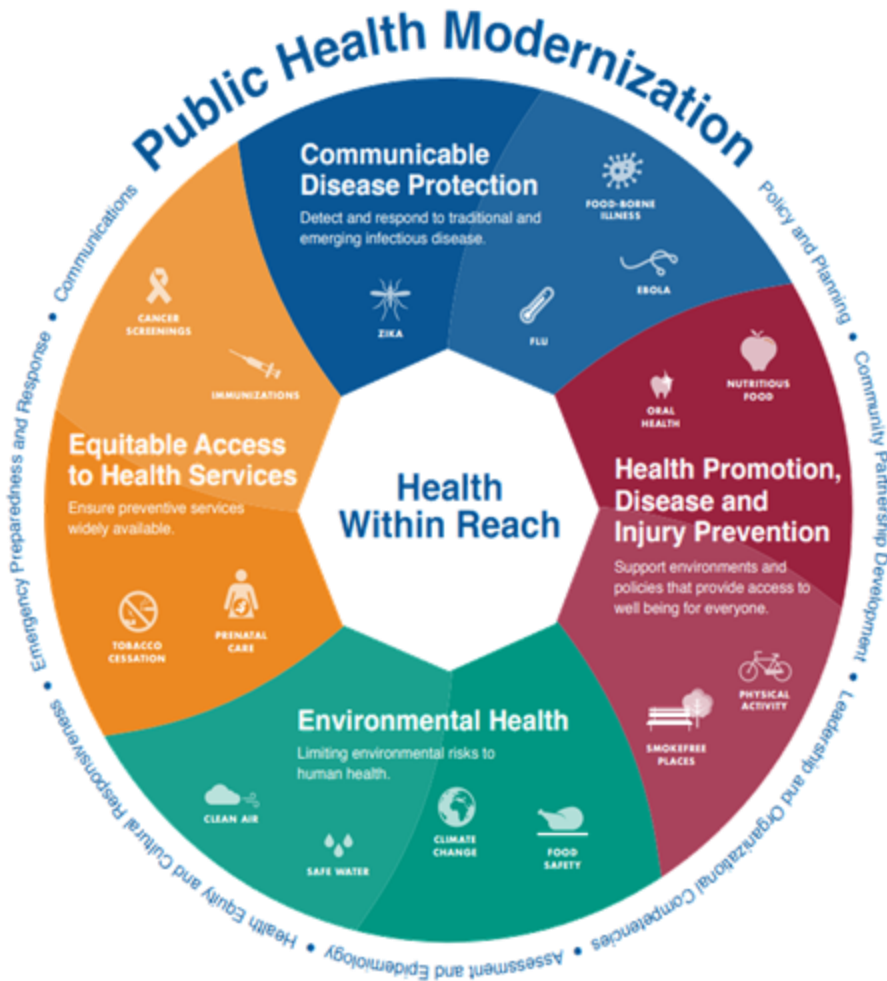 Public Health Modernization
Communications
Policy and Planning • Community Partnership Development • Leadership and Organizational Competencies • Assessment and Epidemiology • Health Equity and Cultural Responsiveness • Emergency Preparedness and Response •
Communicable
Disease Protection
Detect and respond to traditional and
emerging infectious disease.
ZIKA
FLU
FOOD-BORNE
ILLNESS
EBOLA
ORAL
HEALTH
NUTRITIOUS
FOOD
Health Promotion,
Disease and
Injury Prevention
Support environments and
policies that provide access to
well being for everyone.
PHYSICAL
ACTIVITY
SMOKEFREE
PLACES
Environmental Health
Limiting environmental risks to
human health.
CLEAN AIR
SAFE WATER
CLIMATE
CHANGE
FOOD
SAFETY
CANCER
SCREENINGS
IMMUNIZATIONS
Equitable Access
to Health Services
Ensure preventive services
widely available.
TOBACCO
CESSATION
PRENATAL
CARE
Health
Within Reach